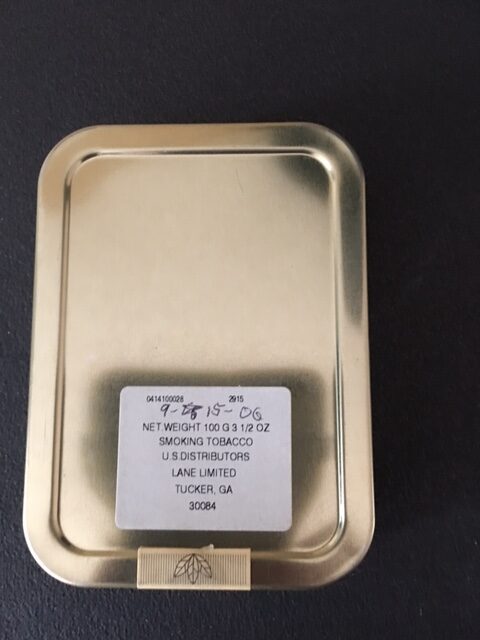 0414100028 2915
9-15-06
NET.WEIGHT 100 G 3 1/2 OZ
SMOKING TOBACCO
U.S.DISTRIBUTORS
LANE LIMITED
TUCKER, GA
30084